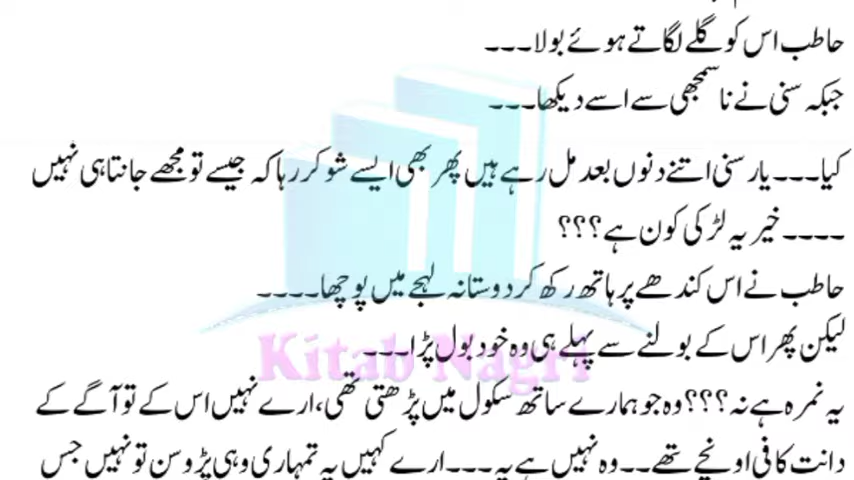 حاطب اس کو گلے لگاتے ہوئے بولا۔۔۔
جبکہ سنی نے نا سمجھی سے اسے دیکھا۔۔۔
کیا۔۔۔ یار سنی اتنے دنوں بعد مل رہے ہیں پھر بھی ایسے شو کر رہا کہ جیسے تو مجھے جانتا ہی نہیں
۔۔۔۔ خیر یہ لڑکی کون ہے؟؟؟
حاطب نے اس کندھے پر ہاتھ رکھ کر دوستانہ لہجے میں پوچھا۔۔۔۔
لیکن پھر اس کے بولنے سے پہلے ہی وہ خود بول پڑا۔۔۔
Kitab Nagri
یہ نمرہ ہے نہ؟؟؟ وہ جو ہمارے ساتھ سکول میں پڑھتی تھی، ارے نہیں اس کے تو آگے کے
دانت کافی اونچے تھے۔۔ وہ نہیں ہے یہ۔۔۔ ارے کہیں یہ تمہاری وہی پڑوسن تو نہیں جس